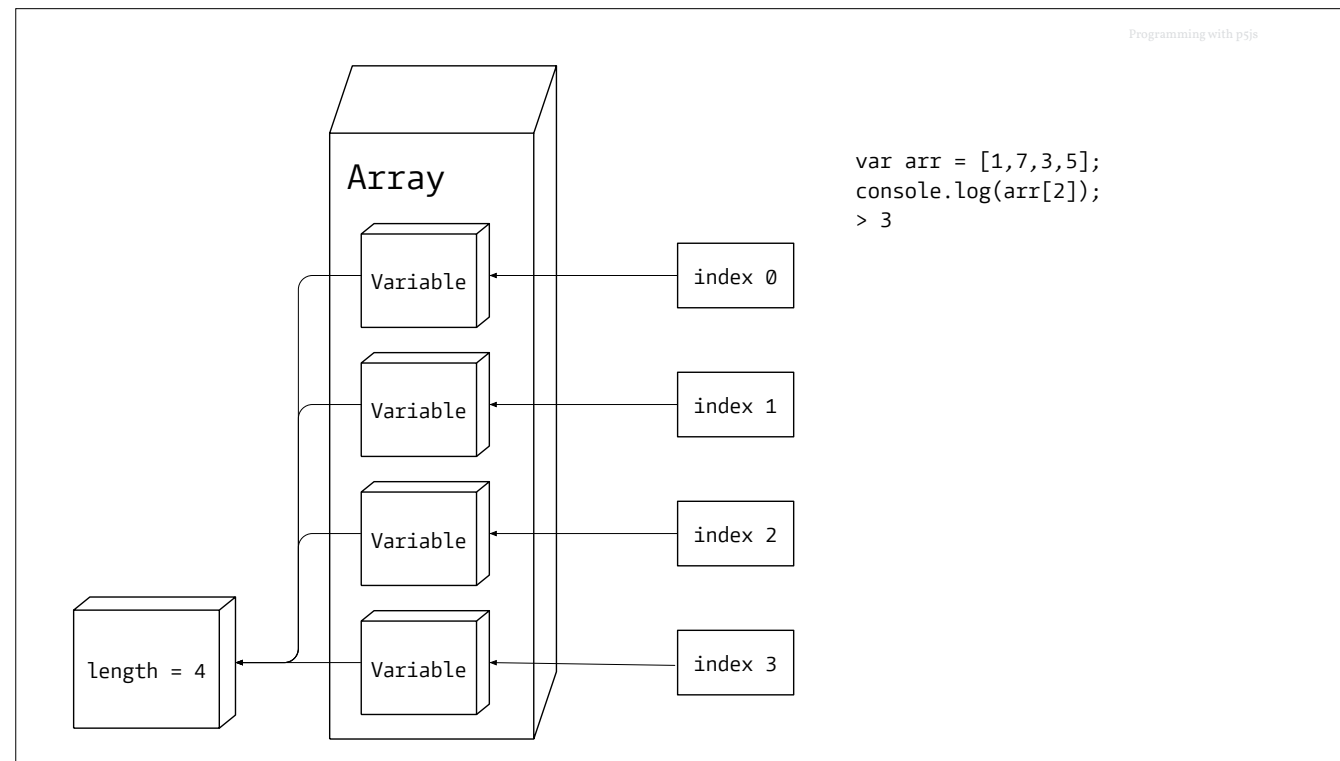 Programming with p5js
Array
var arr = [1,7,3,5];
console.log(arr[2]);
> 3
Variable
index 0
Variable
index 1
Variable
index 2
length = 4
Variable
index 3